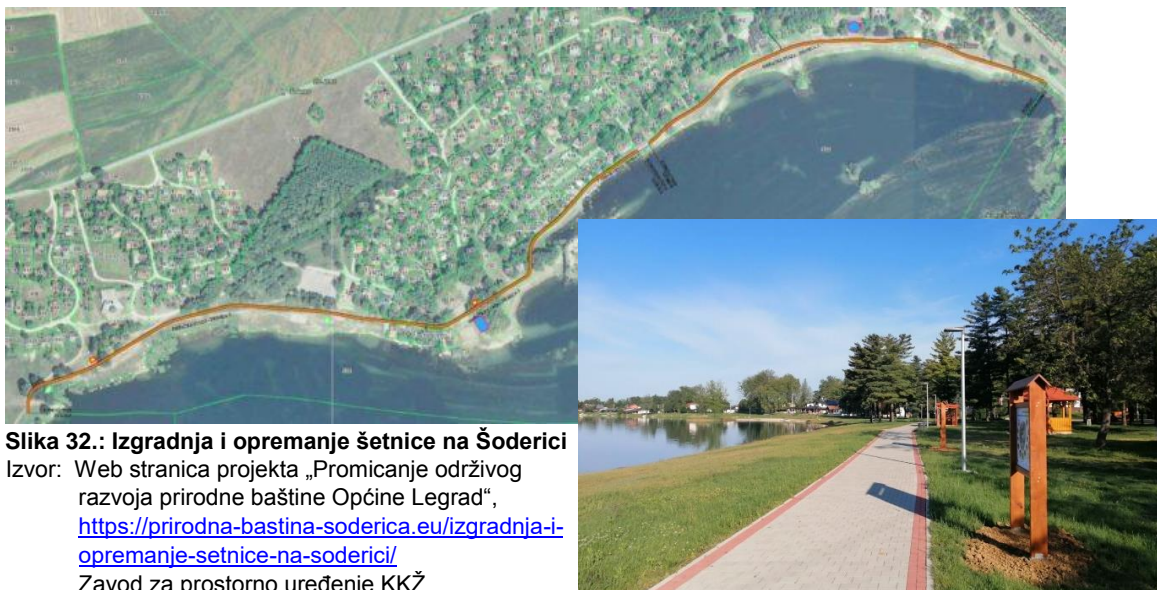 Slika 32.: Izgradnja i opremanje šetnice na Šoderici
Izvor: Web stranica projekta „Promicanje održivog
razvoja prirodne baštine Općine Legrad“,
https://prirodna-bastina-soderica.eu/izgradnja-i-
opremanje-setnice-na-soderici/
Zavod za prostorno uređenje KKŽ